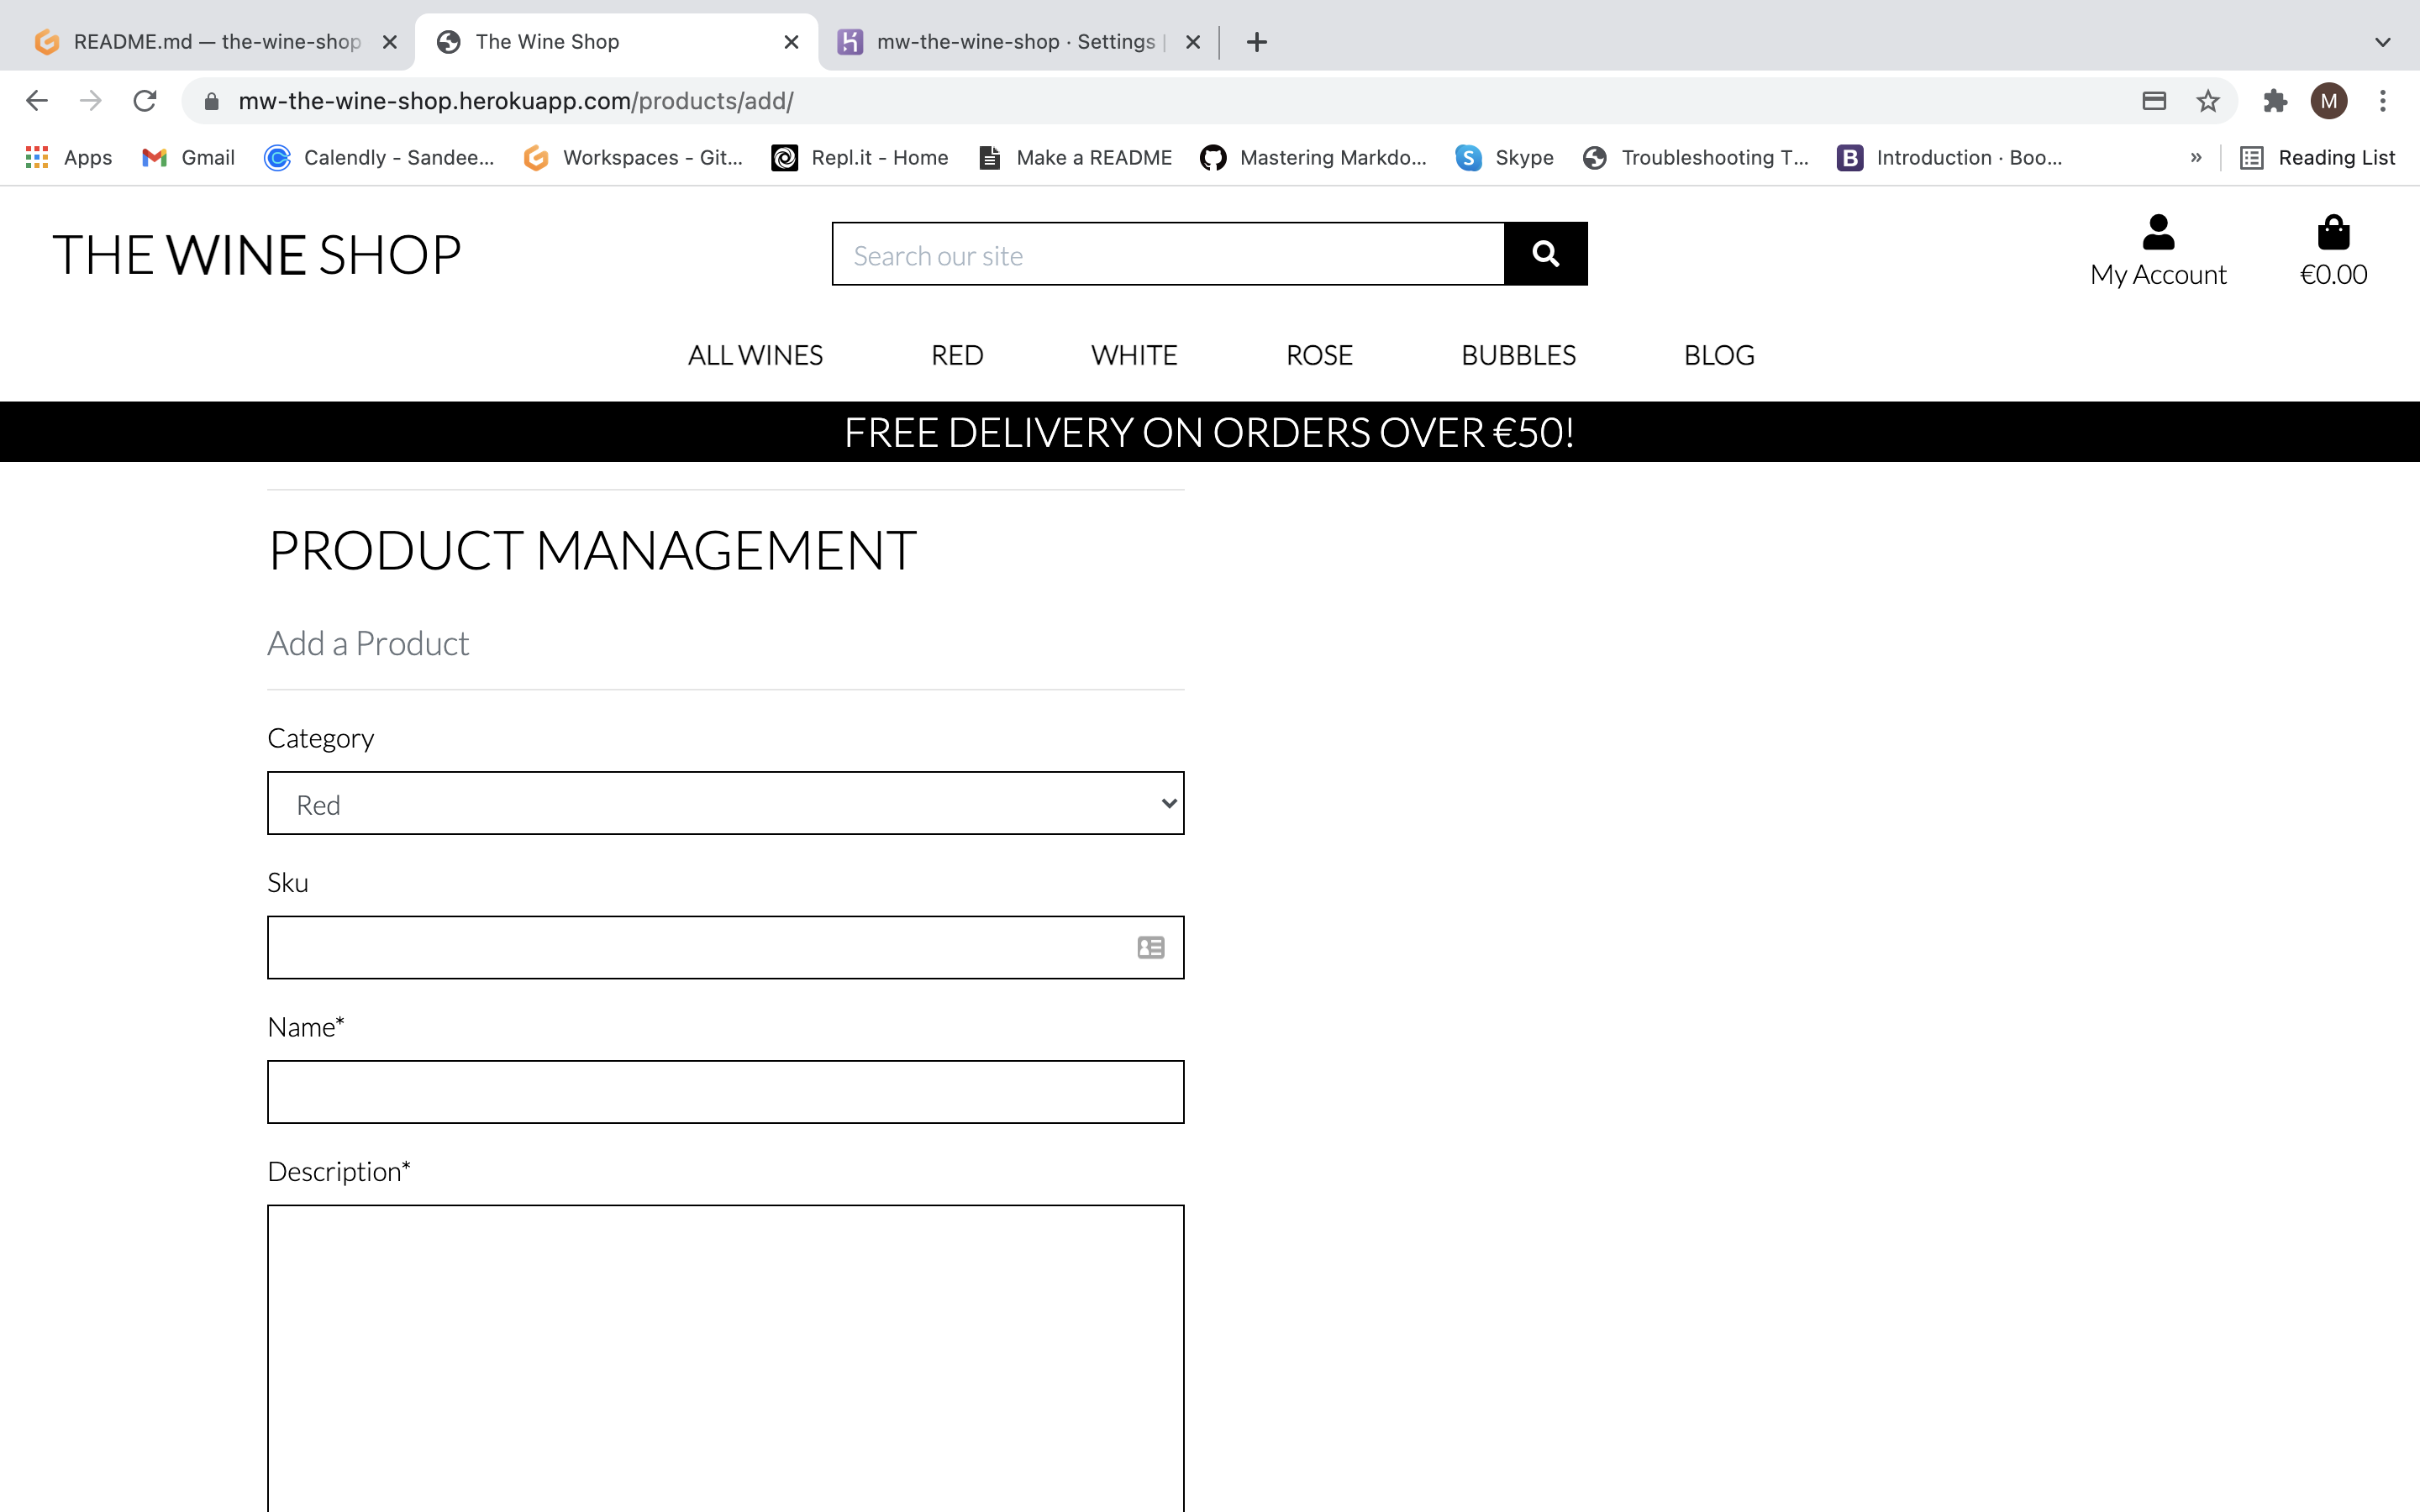 README.md — the-wine-shop
The Wine Shop
mw-the-wine-shop · Settings |
mw-the-wine-shop.herokuapp.com/products/add/
M
Apps
Gmail
Calendly - Sandee...
Workspaces - Git...
Repl.it - Home
Make a README
Mastering Markdo...
Skype
Troubleshooting T...
B
Introduction · Boo...
»
Reading List
THE WINE SHOP
Search our site
My Account
€0.00
ALL WINES
RED
WHITE
ROSE
BUBBLES
BLOG
FREE DELIVERY ON ORDERS OVER €50!
PRODUCT MANAGEMENT
Add a Product
Category
Red
Sku
Name*
Description*